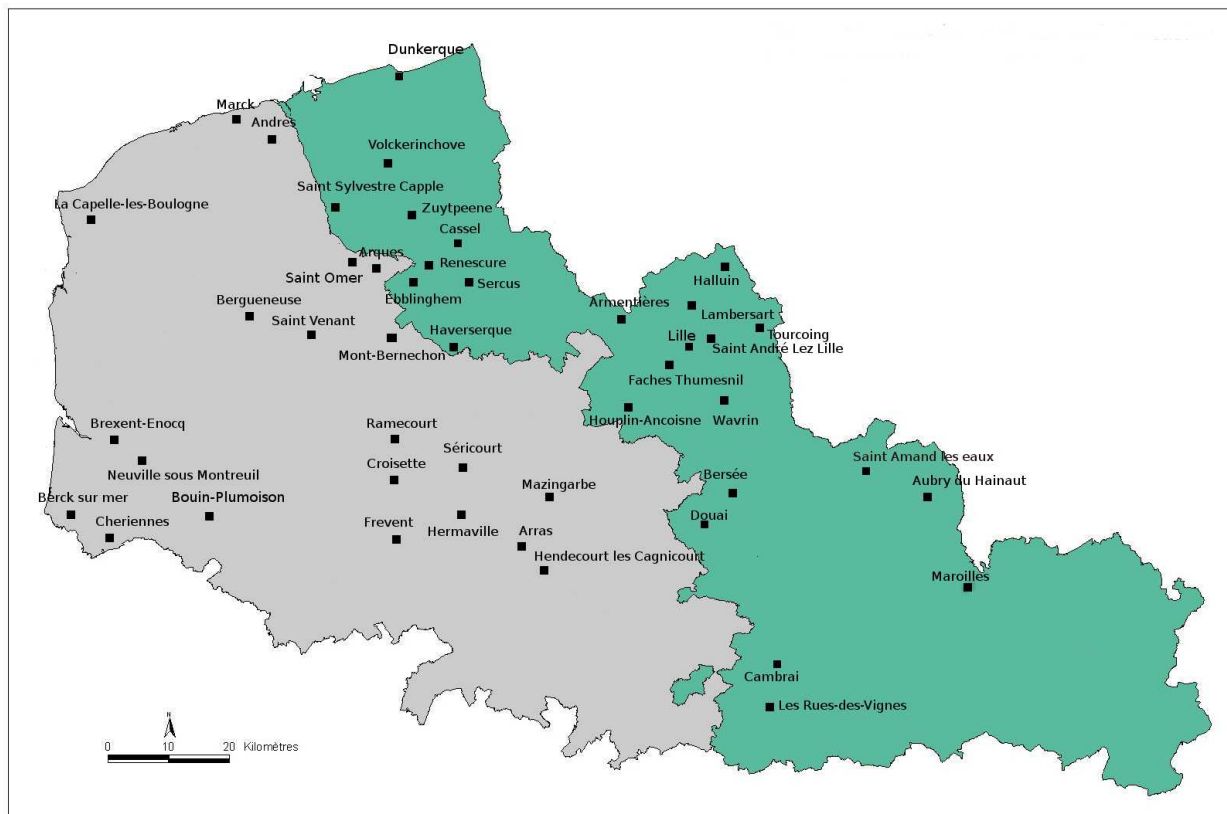 Dunkerque
Marck
Andres
Volckerinchove
Saint Sylvestre Capple
La Capelle-les-Boulogne
Zuytpeene
Cassel
Arques
Renescure
Saint Omer
Halluin
Ebblinghem
Sercus
Bergueneuse
Armentières
Lambersart
Saint Venant
Haverserque
Lille
Tourcoing
Saint André Lez Lille
Mont-Bernechon
Faches Thumesnil
Houplin-Ancoisne
Wavrin
Brexent-Enocq
Ramecourt
Séricourt
Saint Amand les eaux
Neuville sous Montreuil
Croisette
Bersée
Aubry du Hainaut
Mazingarbe
Berck sur mer
Bouin-Plumoison
Douai
Cheriennes
Frevent
Hermaville
Arras
Hendecourt les Cagnicourt
Maroilles
Cambrai
Les Rues-des-Vignes
N
0 10 20 Kilomètres